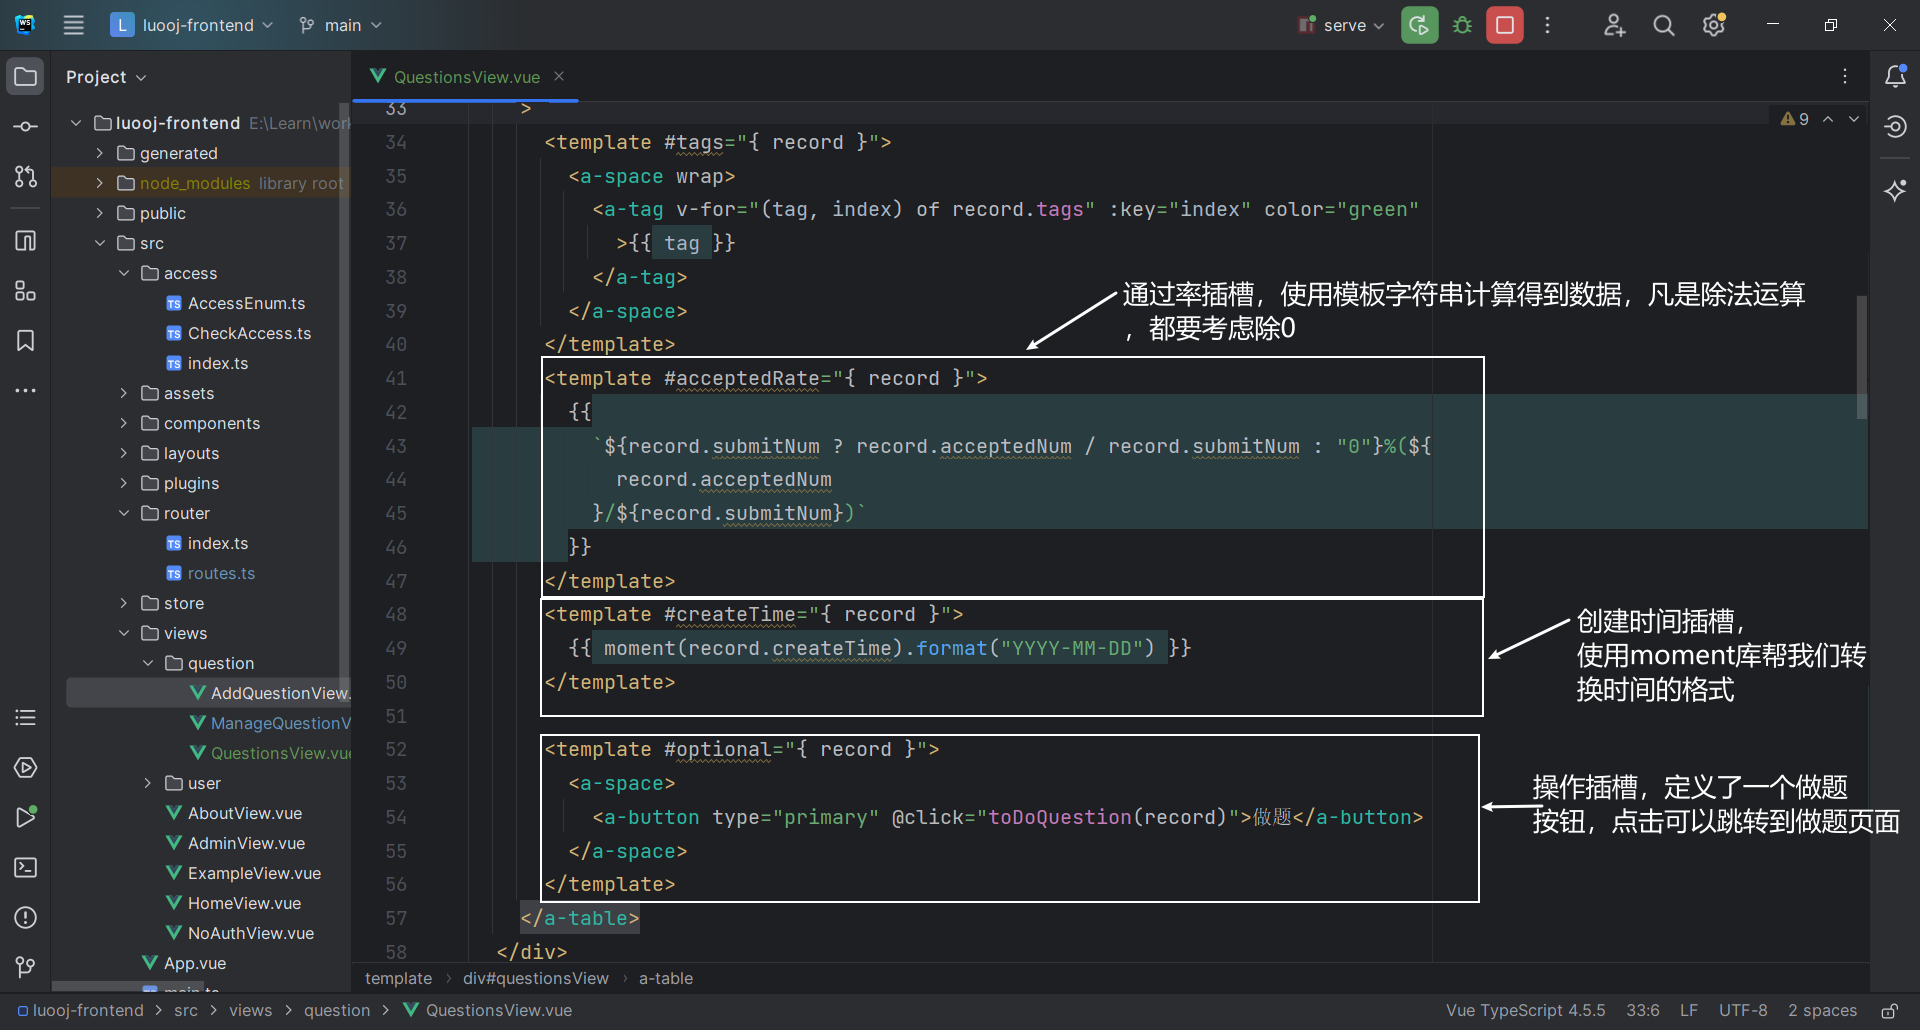 L luooj-frontend main serve
Project
QuestionsView.vue
luooj-frontend E:\Learn\work
generated
node_modules library root
public
src
access
TS AccessEnum.ts
TS CheckAccess.ts
TS index.ts
assets
components
layouts
plugins
router
TS index.ts
TS routes.ts
store
views
question
AddQuestionView.
ManageQuestionV
QuestionsView.vue
user
AboutView.vue
AdminView.vue
ExampleView.vue
HomeView.vue
NoAuthView.vue
App.vue
main.ts
9
33 >
34 <template #tags="{ record }">
35 <a-space wrap>
36 <a-tag v-for="(tag, index) of record.tags" :key="index" color="green"
37 >{{ tag }}
38 </a-tag>
39 </a-space>
40 </template>
41 <template #acceptedRate="{ record }">
42 {{
43 `${record.submitNum ? record.acceptedNum / record.submitNum : "0"}%(${
44 record.acceptedNum
45 }/${record.submitNum})`
46 }}
47 </template>
48 <template #createTime="{ record }">
49 {{ moment(record.createTime).format("YYYY-MM-DD") }}
50 </template>
51
52 <template #optional="{ record }">
53 <a-space>
54 <a-button type="primary" @click="toDoQuestion(record)">做题</a-button>
55 </a-space>
56 </template>
57 </a-table>
58 </div>
通过率插槽，使用模板字符串计算得到数据，凡是除法运算
，都要考虑除0
创建时间插槽，
使用moment库帮我们转
换时间的格式
操作插槽，定义了一个做题
按钮，点击可以跳转到做题页面
template › div#questionsView › a-table
luooj-frontend > src > views > question > QuestionsView.vue
Vue TypeScript 4.5.5 33:6 LF UTF-8 2 spaces